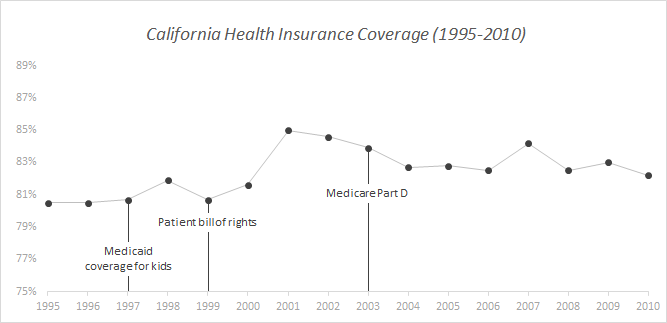 California Health Insurance Coverage (1995-2010)
89%
87%
85%
83%
81%
79%
77%
75%
Medicare Part D
Patient bill of rights
Medicaid
coverage for kids
1995 1996 1997 1998 1999 2000 2001 2002 2003 2004 2005 2006 2007 2008 2009 2010